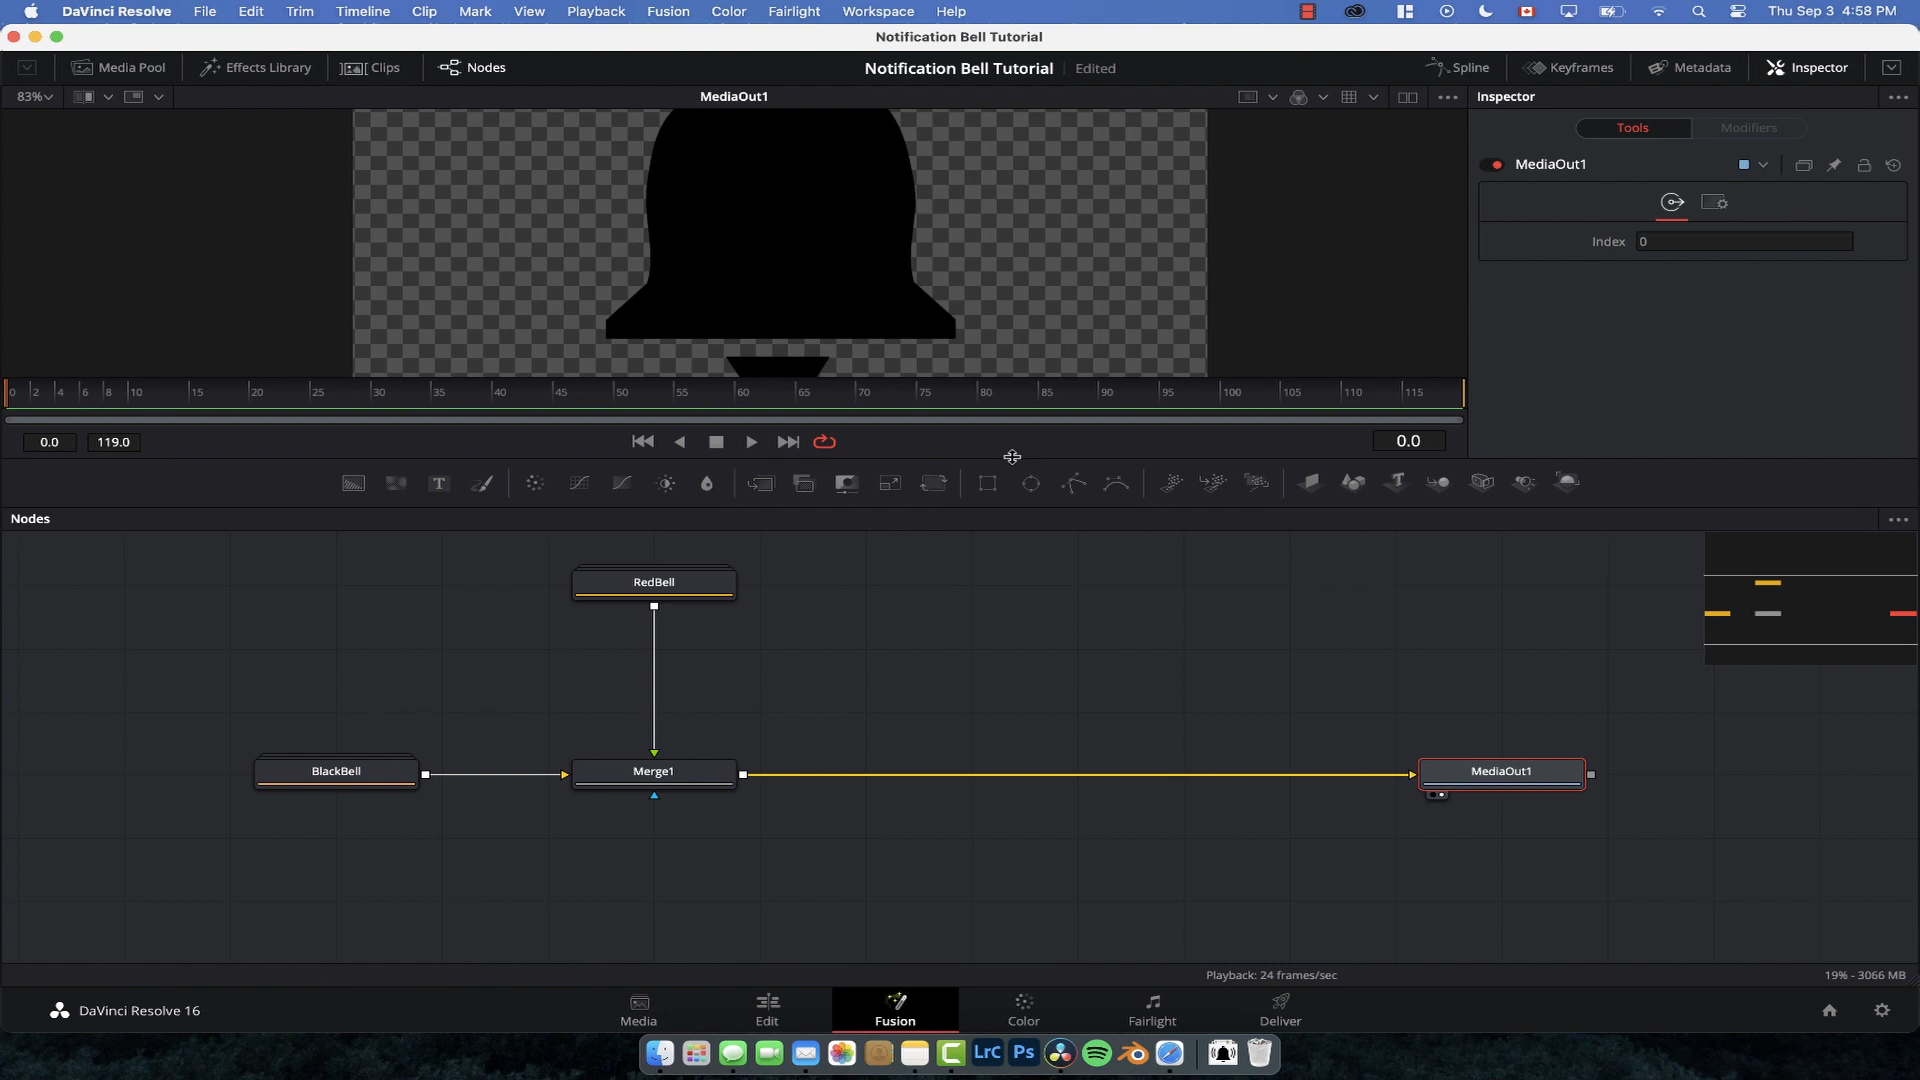 DaVinci Resolve File Edit Trim Timeline Clip Mark View Playback Fusion Color Fairlight Workspace Help Thu Sep 3 4:58 PM
Notification Bell Tutorial
Media Pool Effects Library Clips Nodes Notification Bell Tutorial Edited Spline Keyframes Metadata Inspector
83% MediaOut1 Inspector
Tools Modifiers
MediaOut1
Index 0
0 2 4 6 8 10 15 20 25 30 35 40 45 50 55 60 65 70 75 80 85 90 95 100 105 110 115
0.0 119.0 0.0
T T
Nodes
RedBell
BlackBell Merge1 MediaOut1
Playback: 24 frames/sec 19% - 3066 MB
DaVinci Resolve 16 Media Edit Fusion Color Fairlight Deliver
LrC Ps